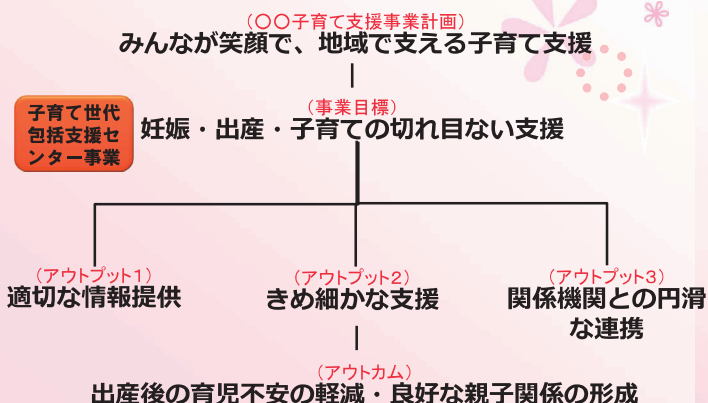 （〇〇子育て支援事業計画）
みんなが笑顔で、地域で支える子育て支援
（事業目標）
子育て世代
包括支援セ
ンター事業
妊娠・出産・子育ての切れ目ない支援
（アウトプット１）
適切な情報提供
（アウトプット２）
きめ細かな支援
（アウトプット３）
関係機関との円滑
な連携
（アウトカム）
出産後の育児不安の軽減・良好な親子関係の形成